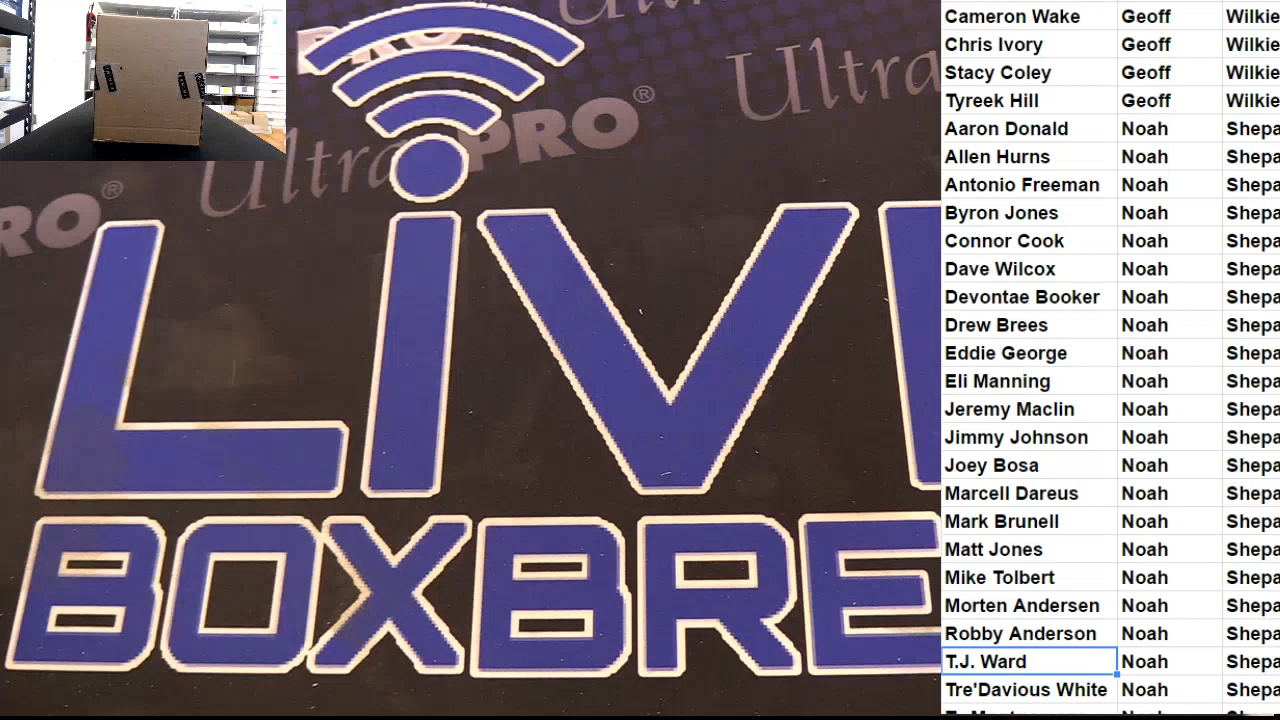 PRO
Ultra
Ultra
PRO®
PRO®
Ultra
LiV
BOXBRE
Cameron Wake Geoff Wilkie
Chris Ivory Geoff Wilkie
Stacy Coley Geoff Wilkie
Tyreek Hill Geoff Wilkie
Aaron Donald Noah Shepa
Allen Hurns Noah Shepa
Antonio Freeman Noah Shepa
Byron Jones Noah Shepa
Connor Cook Noah Shepa
Dave Wilcox Noah Shepa
Devontae Booker Noah Shepa
Drew Brees Noah Shepa
Eddie George Noah Shepa
Eli Manning Noah Shepa
Jeremy Maclin Noah Shepa
Jimmy Johnson Noah Shepa
Joey Bosa Noah Shepa
Marcell Dareus Noah Shepa
Mark Brunell Noah Shepa
Matt Jones Noah Shepa
Mike Tolbert Noah Shepa
Morten Andersen Noah Shepa
Robby Anderson Noah Shepa
T.J. Ward Noah Shepa
Tre'Davious White Noah Shepa